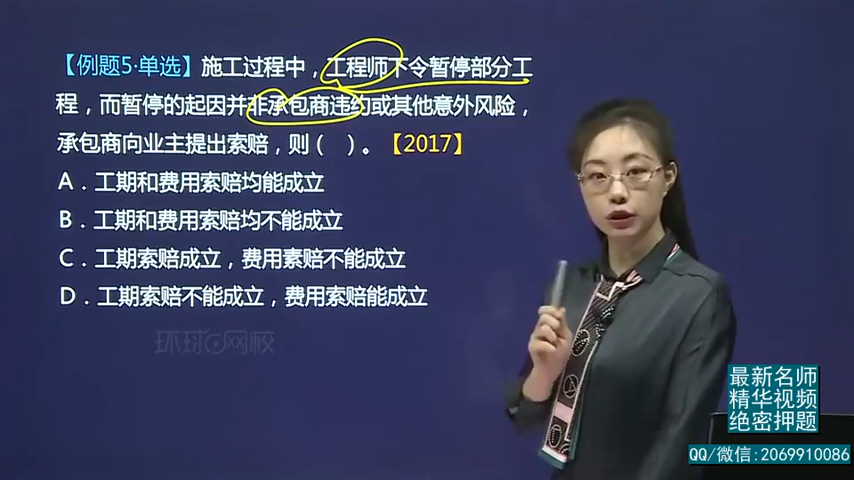 【例题5·单选】施工过程中，工程师下令暂停部分工
程，而暂停的起因并非承包商违约或其他意外风险，
承包商向业主提出索赔，则（ ）。【2017】
A．工期和费用索赔均能成立
B．工期和费用索赔均不能成立
C．工期索赔成立，费用索赔不能成立
D．工期索赔不能成立，费用索赔能成立
环球网校
最新名师
精华视频
绝密押题
QQ/微信:2069910086